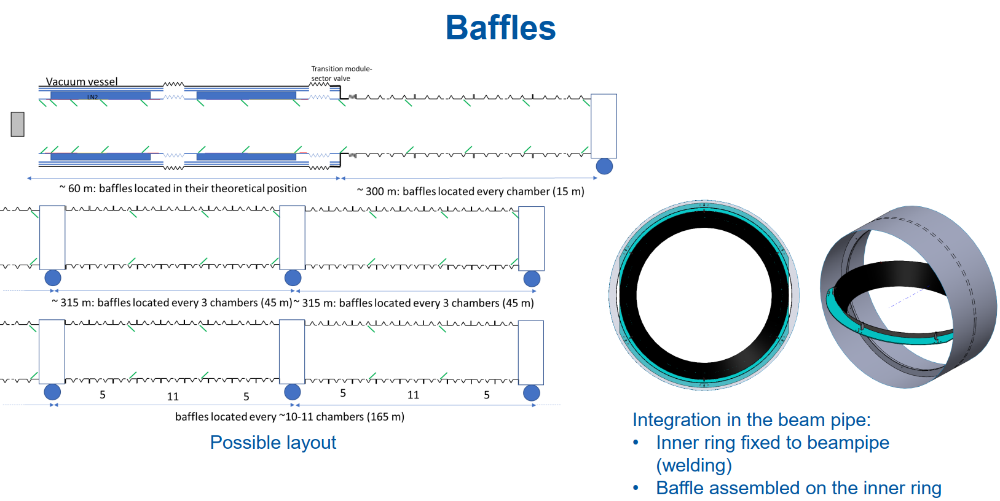 Baffles
Transition module-
sector valve
Vacuum vessel
LN2
~ 60 m: baffles located in their theoretical position
~ 300 m: baffles located every chamber (15 m)
~ 315 m: baffles located every 3 chambers (45 m)
~ 315 m: baffles located every 3 chambers (45 m)
5 11 5 5 11 5
baffles located every ~10-11 chambers (165 m)
Possible layout
Integration in the beam pipe:
• Inner ring fixed to beampipe
(welding)
• Baffle assembled on the inner ring